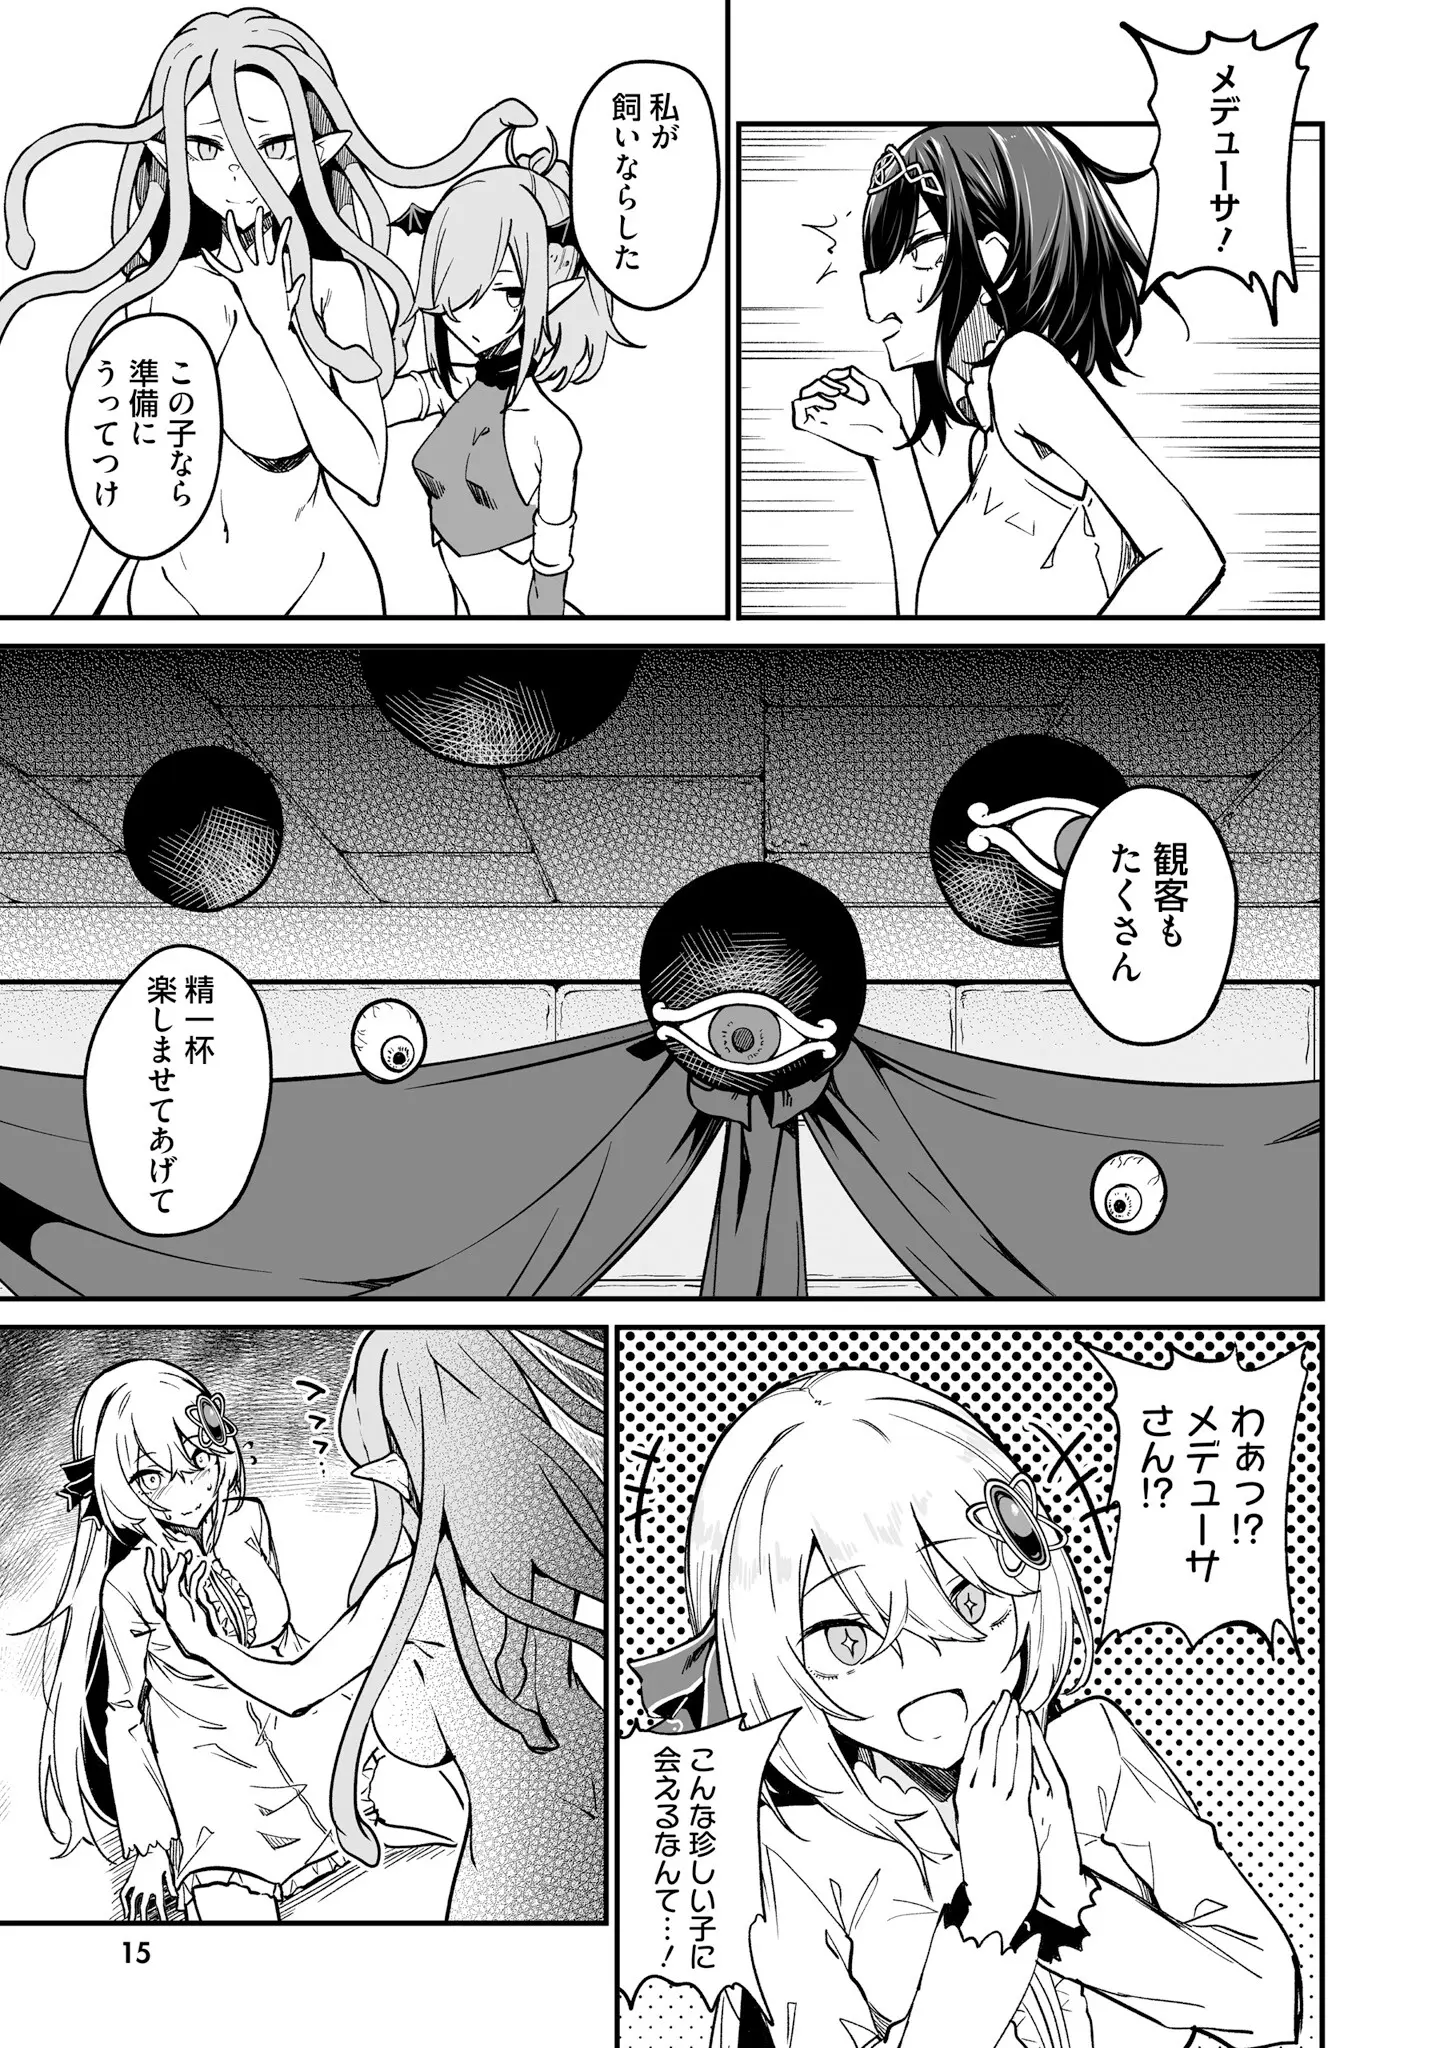 メデューサ！
私が
飼いならした
この子なら
準備に
うってつけ
観客も
たくさん
精一杯
楽しませてあげて
わあっ!?
メデューサ
さん!?
こんな珍しい子に
会えるなんて…！
15